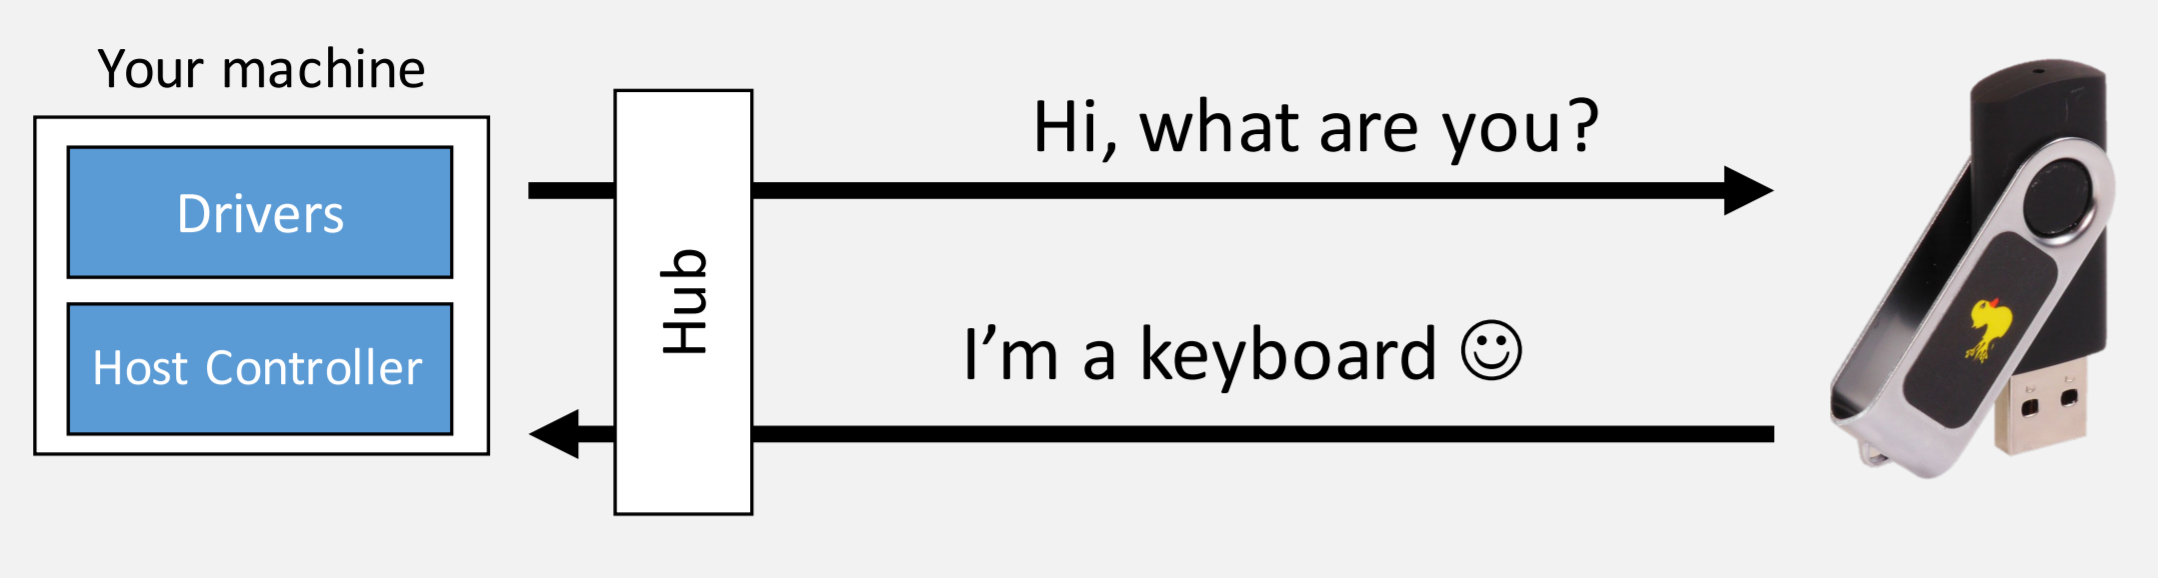 Your machine
Drivers
Host Controller
Hub
Hi, what are you?
I'm a keyboard ☺